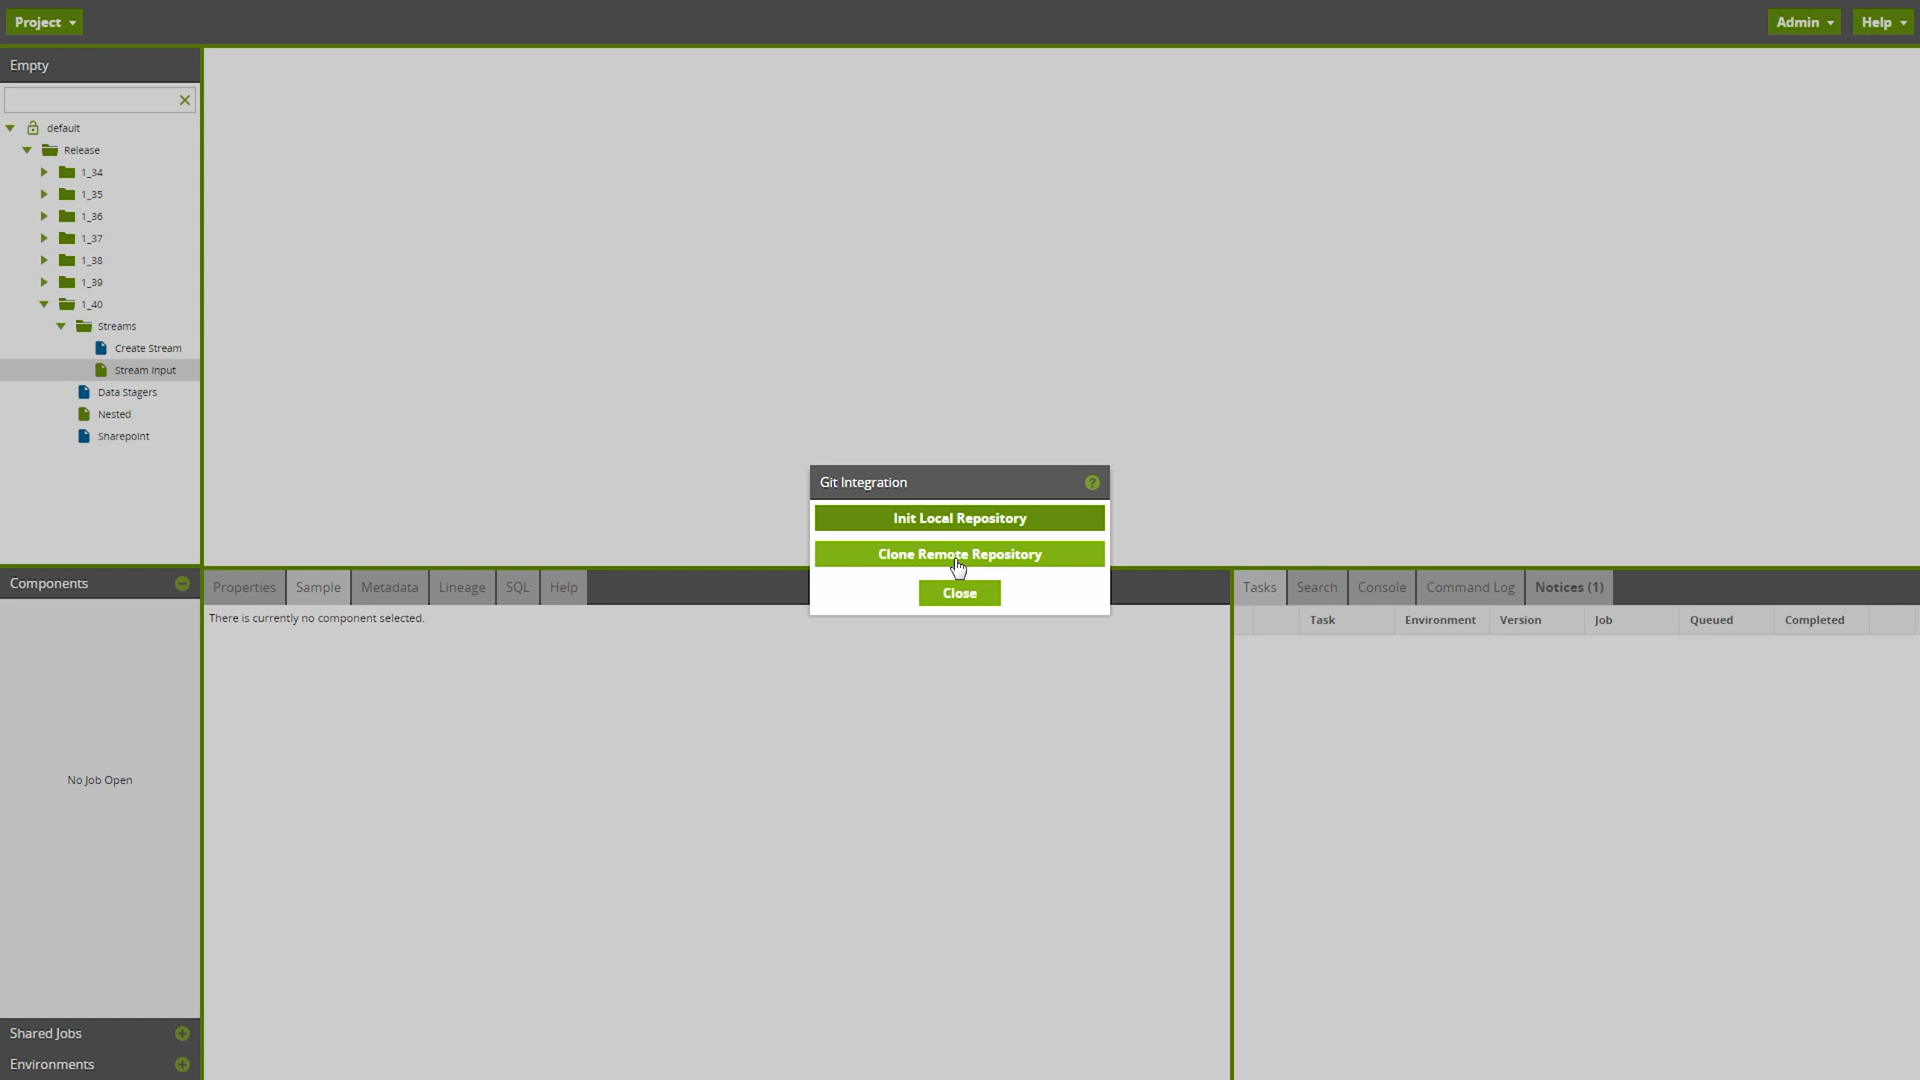 Project
Admin
Help
Empty
default
Release
1_34
1_35
1_36
1_37
1_38
1_39
1_40
Streams
Create Stream
Stream Input
Data Stagers
Nested
Sharepoint
Git Integration
Init Local Repository
Clone Remote Repository
Close
Components
No Job Open
Shared Jobs
Environments
Properties
Sample
Metadata
Lineage
SQL
Help
There is currently no component selected.
Tasks
Search
Console
Command Log
Notices (1)
Task
Environment
Version
Job
Queued
Completed